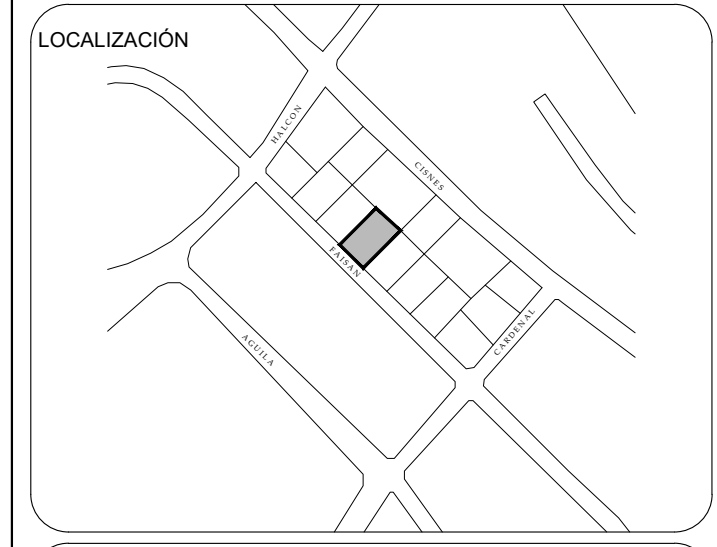 LOCALIZACIÓN
HALCON
CISNES
FAISAN
AGUILA
CARDENAL